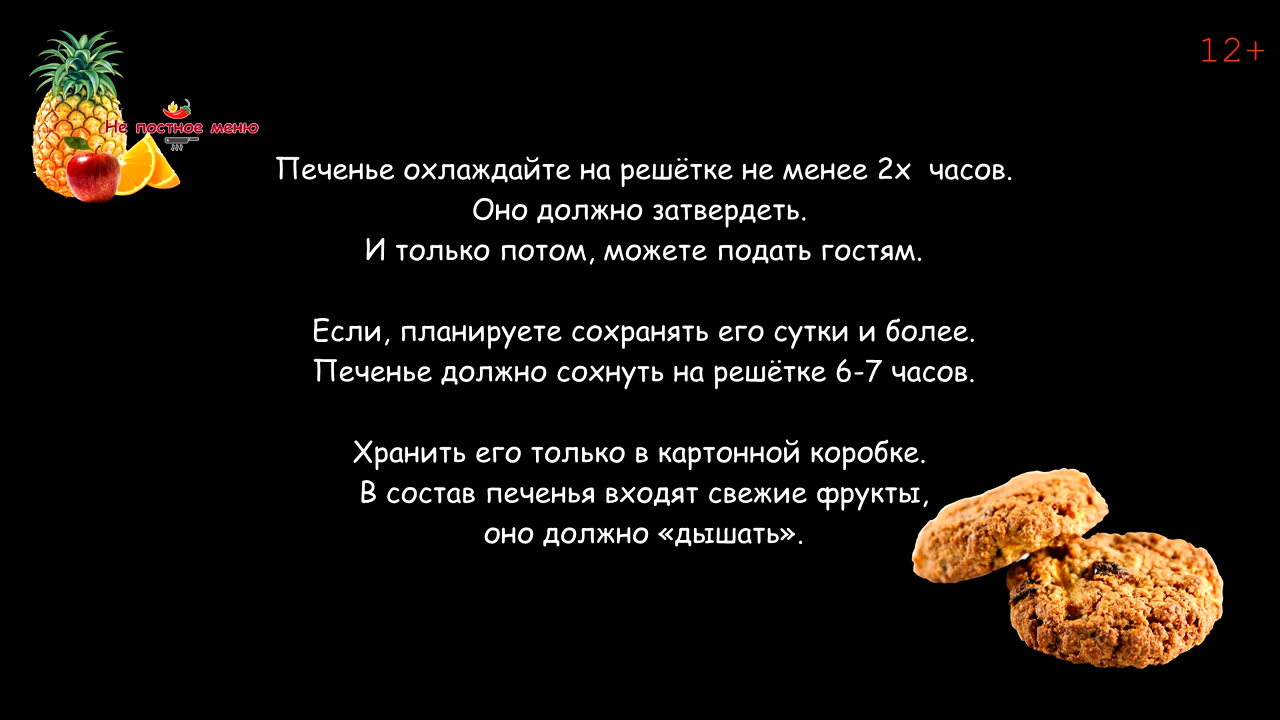 12+
Не постное меню
Печенье охлаждайте на решётке не менее 2х  часов.
Оно должно затвердеть.
И только потом, можете подать гостям.
Если, планируете сохранять его сутки и более.
Печенье должно сохнуть на решётке 6-7 часов.
Хранить его только в картонной коробке.
В состав печенья входят свежие фрукты,
оно должно «дышать».